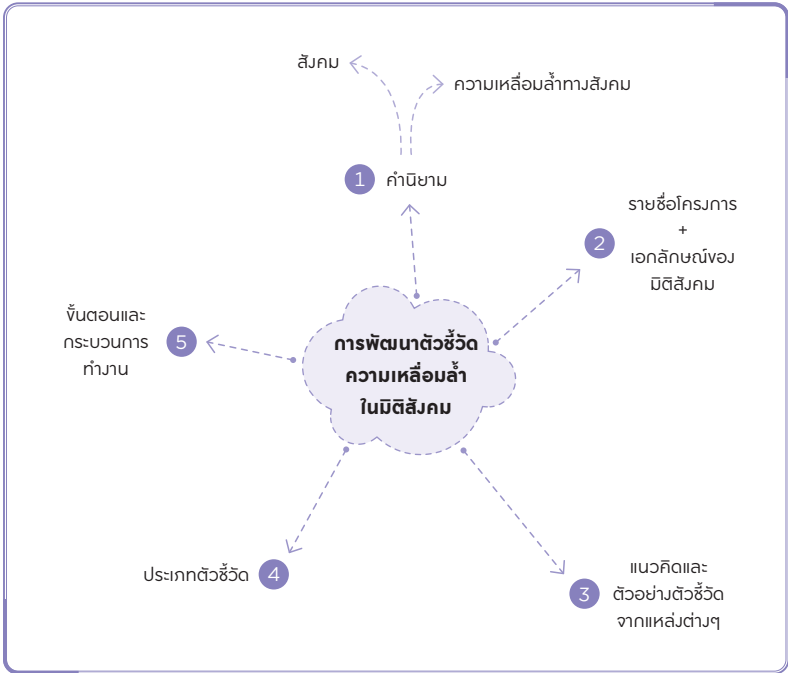 สังคม
ความเหลื่อมล้ำทางสังคม
1 คำนิยาม
2
รายชื่อโครงการ
+
เอกลักษณ์ของ
มิติสังคม
ขั้นตอนและ
กระบวนการ
ทำงาน
5
การพัฒนาตัวชี้วัด
ความเหลื่อมล้ำ
ในมิติสังคม
ประเภทตัวชี้วัด 4
3
แนวคิดและ
ตัวอย่างตัวชี้วัด
จากแหล่งต่างๆ